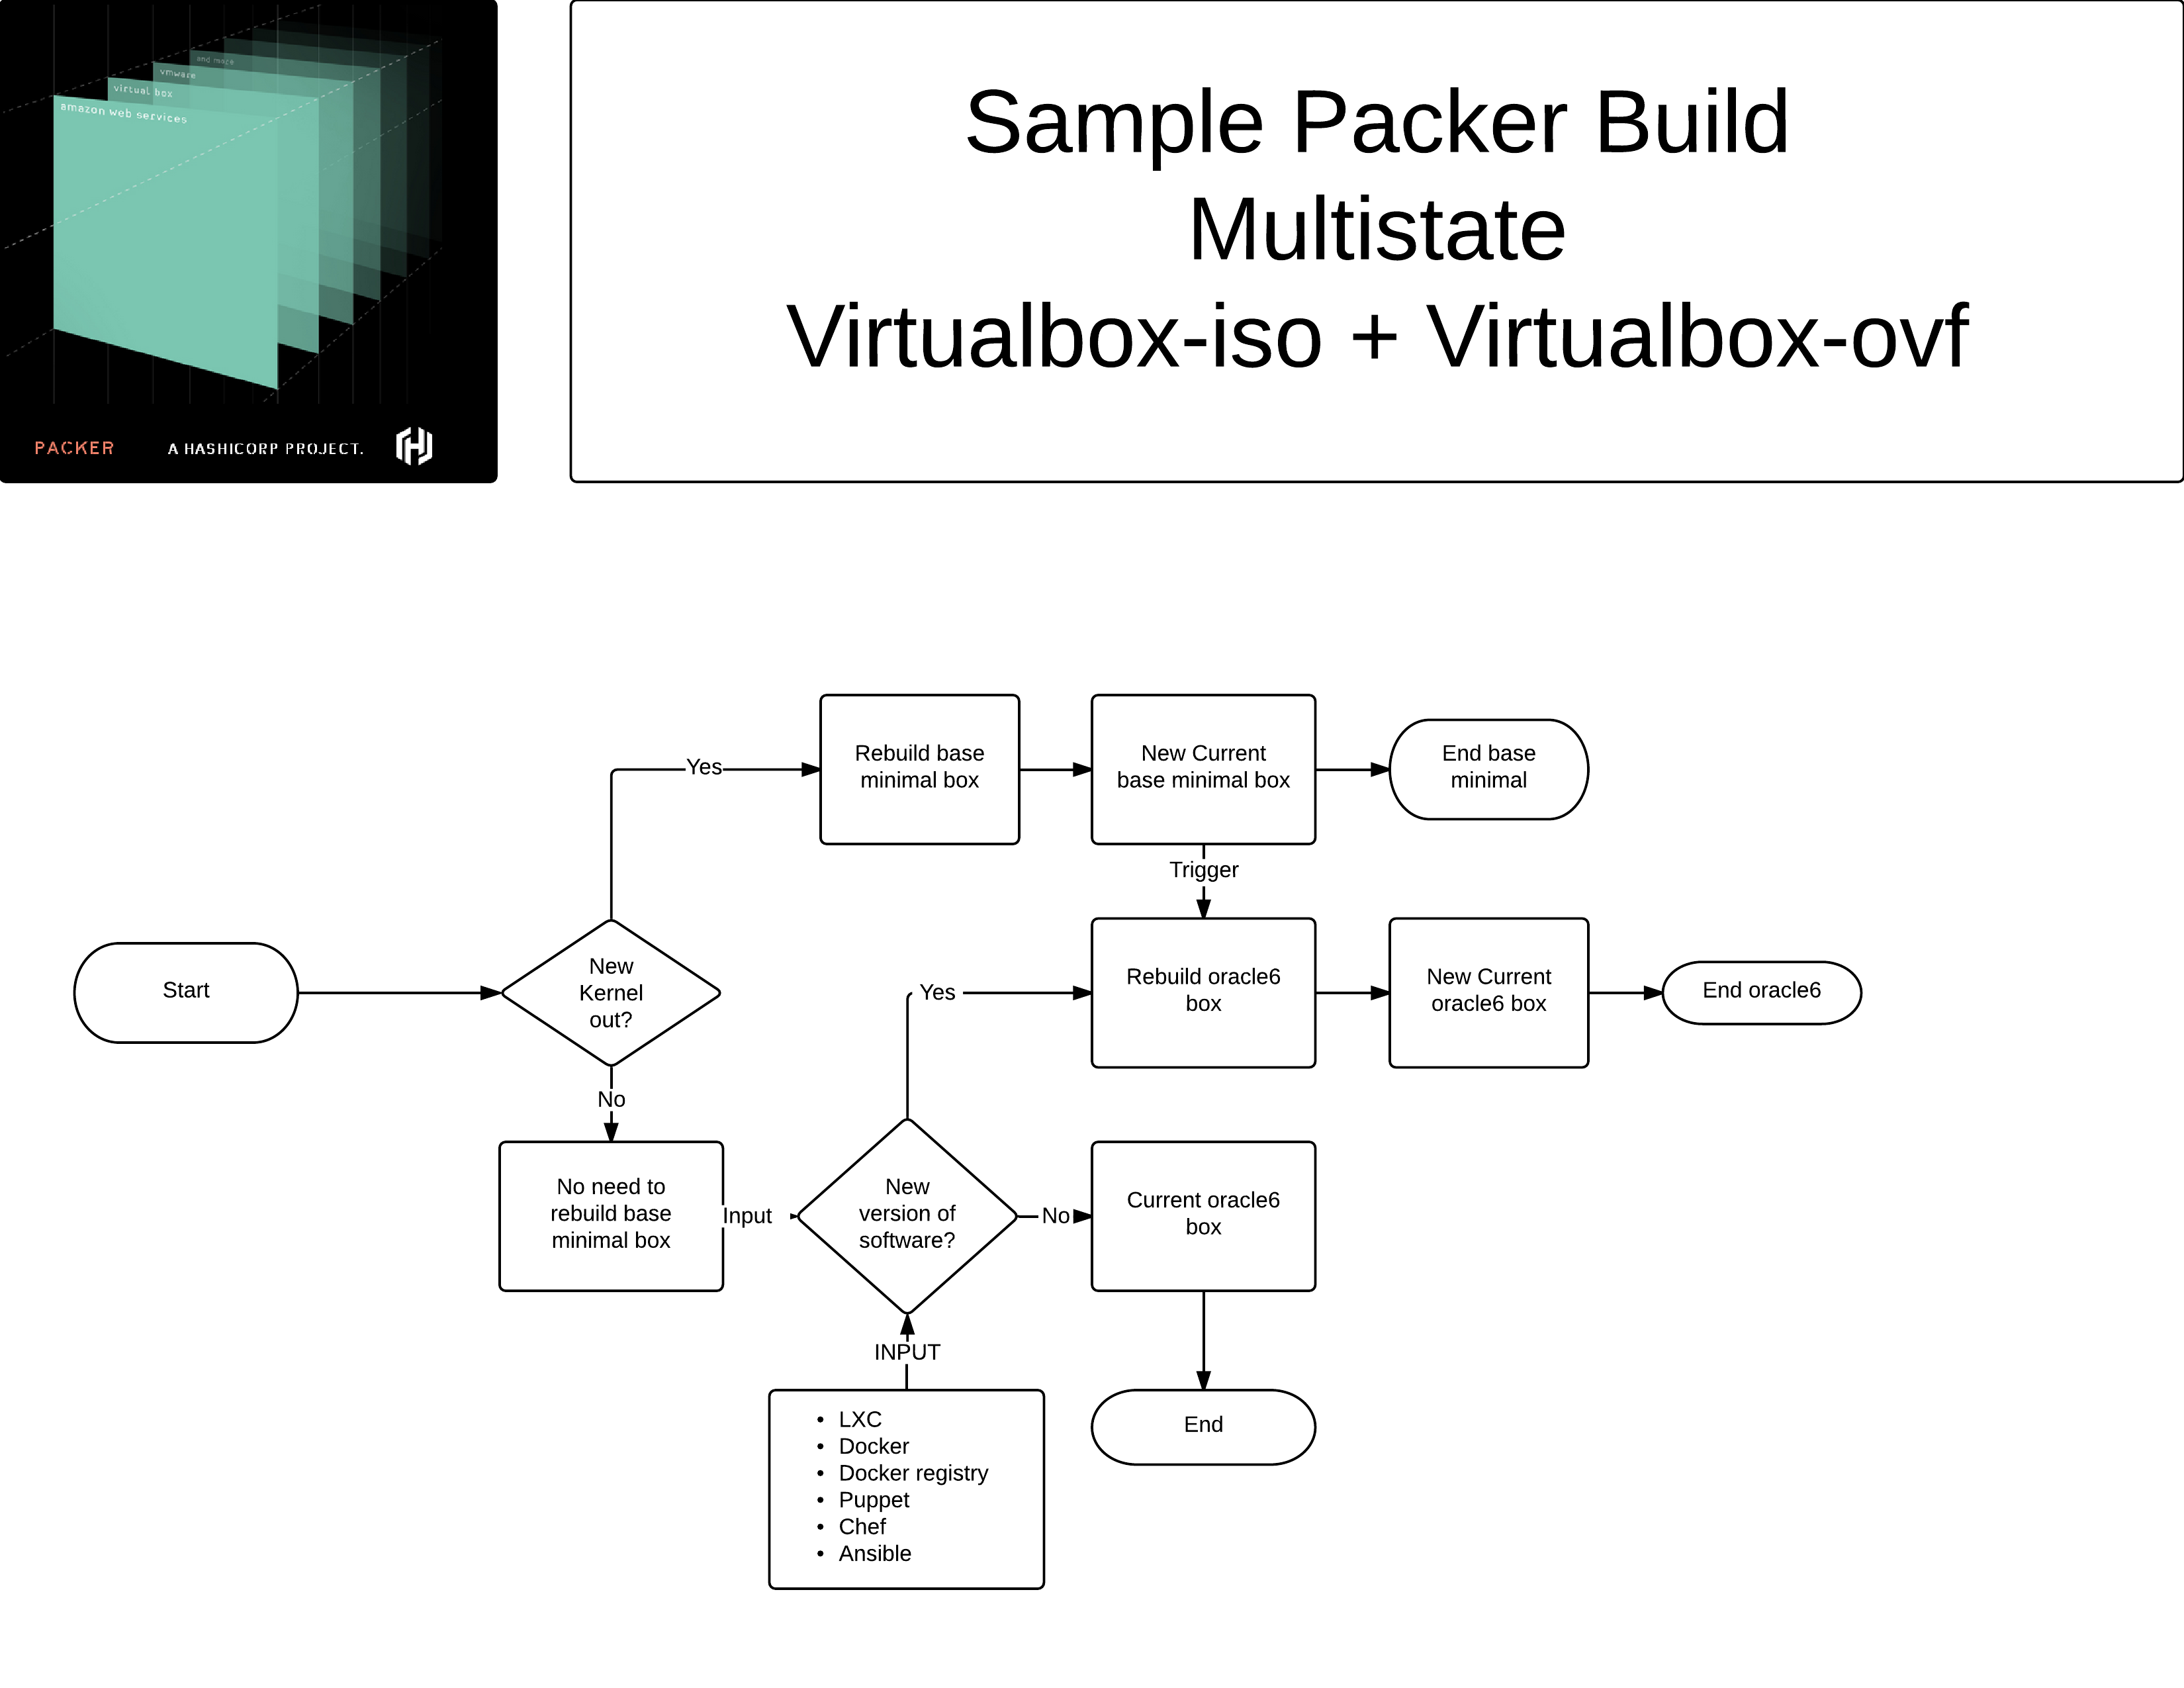 and more
vmware
virtual box
amazon web services
PACKER
A HASHICORP PROJECT.
Sample Packer Build
Multistate
Virtualbox-iso + Virtualbox-ovf
Yes
Rebuild base
minimal box
New Current
base minimal box
End base
minimal
Trigger
Start
New
Kernel
out?
Yes
Rebuild oracle6
box
New Current
oracle6 box
End oracle6
No
No need to
rebuild base
minimal box
Input
New
version of
software?
No
Current oracle6
box
INPUT
• LXC
• Docker
• Docker registry
• Puppet
• Chef
• Ansible
End